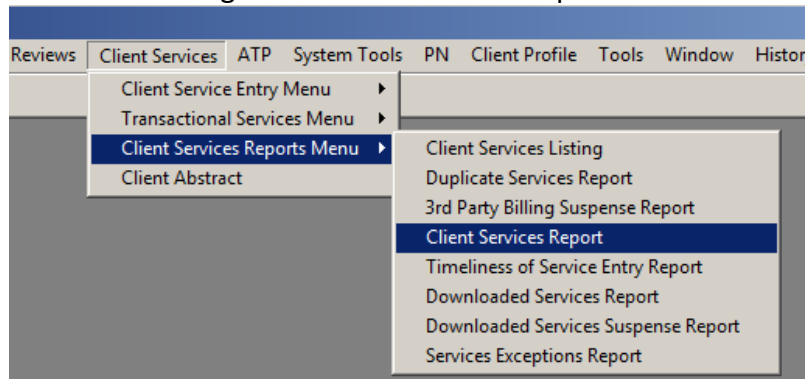 Reviews Client Services ATP System Tools PN Client Profile Tools Window Histor
Client Service Entry Menu
Transactional Services Menu
Client Services Reports Menu
Client Abstract
Client Services Listing
Duplicate Services Report
3rd Party Billing Suspense Report
Client Services Report
Timeliness of Service Entry Report
Downloaded Services Report
Downloaded Services Suspense Report
Services Exceptions Report